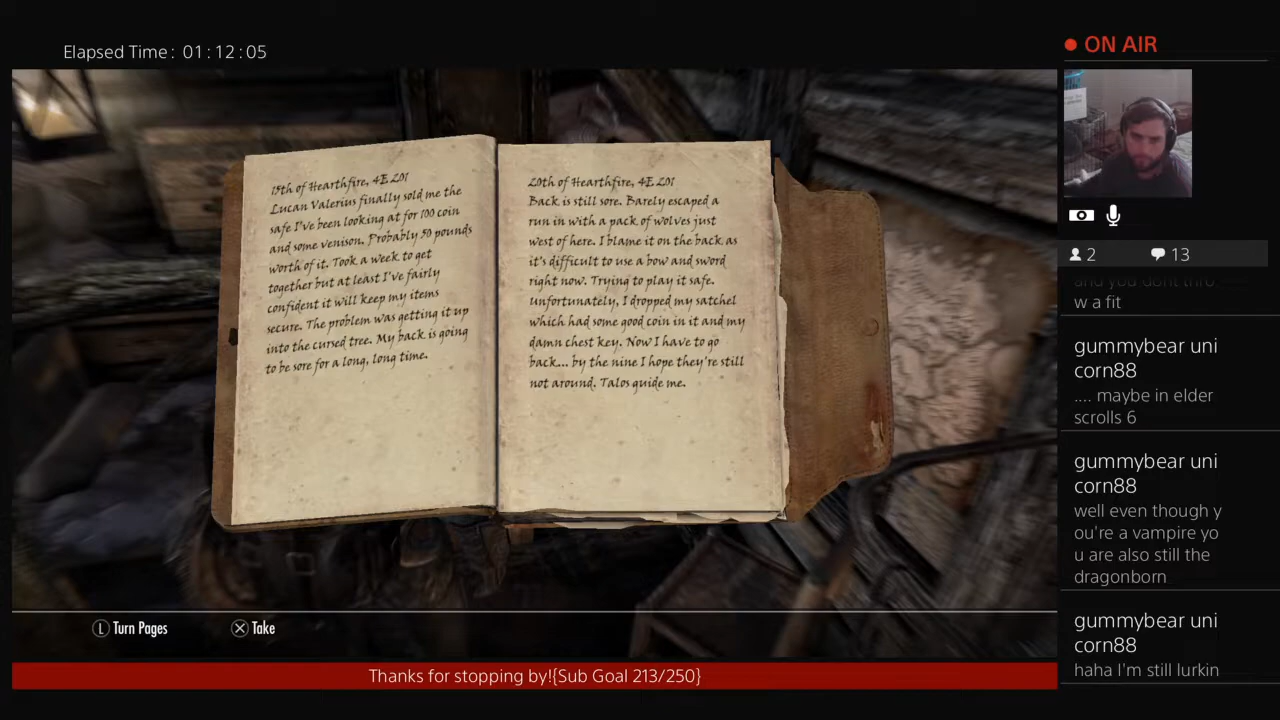 Elapsed Time: 01:12:05
ON AIR
15th of Hearthfire, 4E 201
Lucan Valerius finally sold me the
safe I've been looking at for 100 coin
and some venison. Probably 50 pounds
worth of it. Took a week to get
together but at least I've fairly
confident it will keep my items
secure. The problem was getting it up
into the cursed tree. My back is going
to be sore for a long, long time.
20th of Hearthfire, 4E 201
Back is still sore. Barely escaped a
run in with a pack of wolves just
west of here. I blame it on the back as
it's difficult to use a bow and sword
right now. Trying to play it safe.
Unfortunately, I dropped my satchel
which had some good coin in it and my
damn chest key. Now I have to go
back... by the nine I hope they're still
not around. Talos guide me.
L Turn Pages
X Take
Thanks for stopping by!{Sub Goal 213/250}
2
13
and you dont thro
w a fit
gummybear uni
corn88
.... maybe in elder
scrolls 6
gummybear uni
corn88
well even though y
ou're a vampire yo
u are also still the
dragonborn
gummybear uni
corn88
haha I'm still lurkin